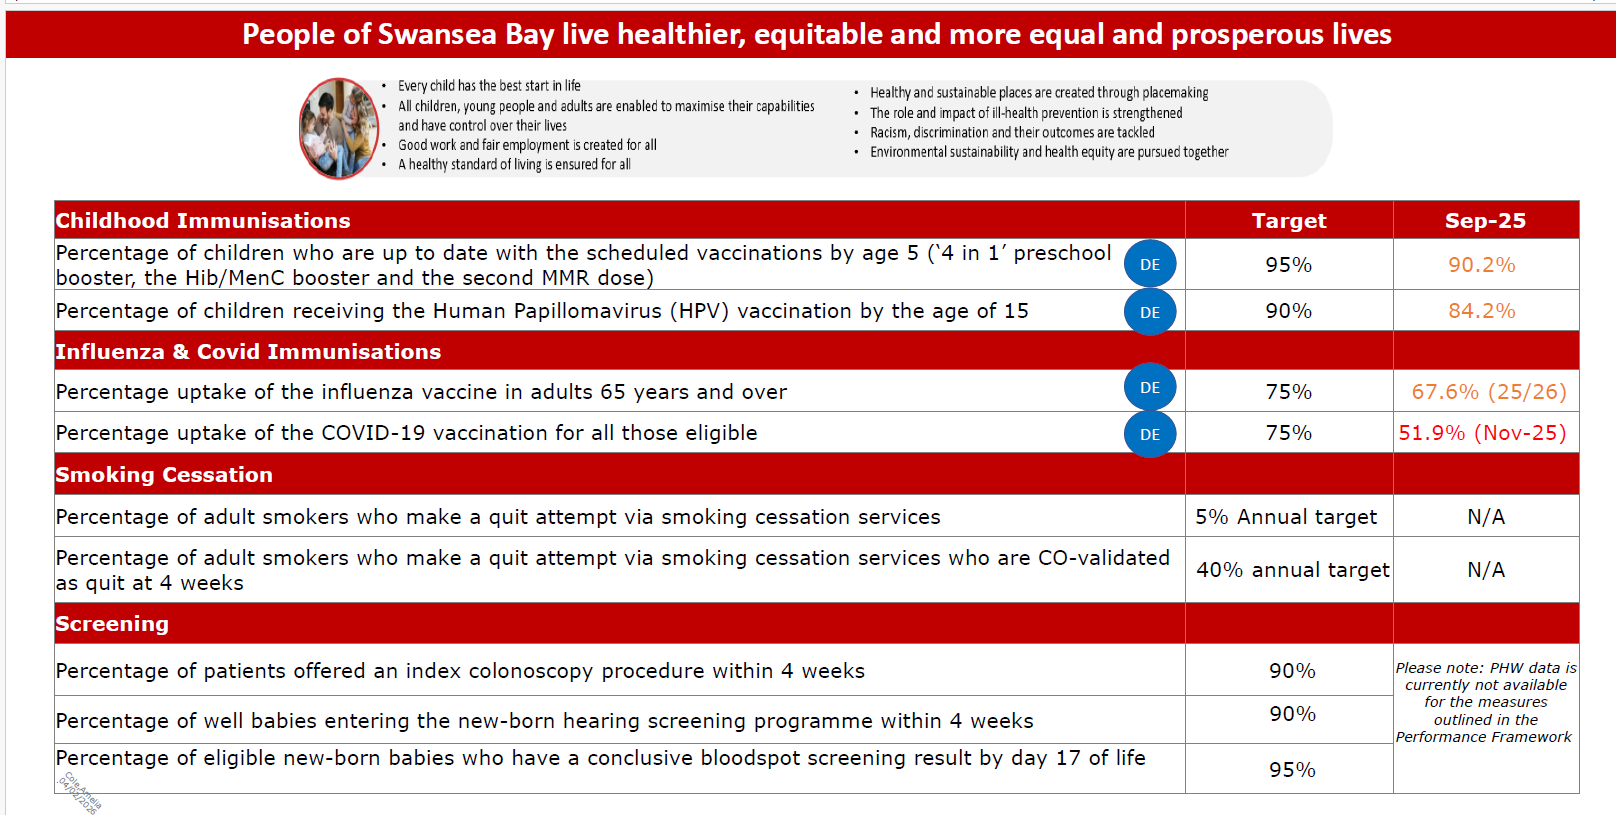 People of Swansea Bay live healthier, equitable and more equal and prosperous lives
• Every child has the best start in life
• All children, young people and adults are enabled to maximise their capabilities
and have control over their lives
• Good work and fair employment is created for all
• A healthy standard of living is ensured for all
• Healthy and sustainable places are created through placemaking
• The role and impact of ill-health prevention is strengthened
• Racism, discrimination and their outcomes are tackled
• Environmental sustainability and health equity are pursued together
Childhood Immunisations Target Sep-25
Percentage of children who are up to date with the scheduled vaccinations by age 5 (‘4 in 1’ preschool
booster, the Hib/MenC booster and the second MMR dose) DE 95% 90.2%
Percentage of children receiving the Human Papillomavirus (HPV) vaccination by the age of 15 DE 90% 84.2%
Influenza & Covid Immunisations
Percentage uptake of the influenza vaccine in adults 65 years and over DE 75% 67.6% (25/26)
Percentage uptake of the COVID-19 vaccination for all those eligible DE 75% 51.9% (Nov-25)
Smoking Cessation
Percentage of adult smokers who make a quit attempt via smoking cessation services 5% Annual target N/A
Percentage of adult smokers who make a quit attempt via smoking cessation services who are CO-validated
as quit at 4 weeks 40% annual target N/A
Screening
Percentage of patients offered an index colonoscopy procedure within 4 weeks 90%
Percentage of well babies entering the new-born hearing screening programme within 4 weeks 90%
Percentage of eligible new-born babies who have a conclusive bloodspot screening result by day 17 of life 95%
Please note: PHW data is
currently not available
for the measures
outlined in the
Performance Framework
Cole,Amelia
04/02/2026